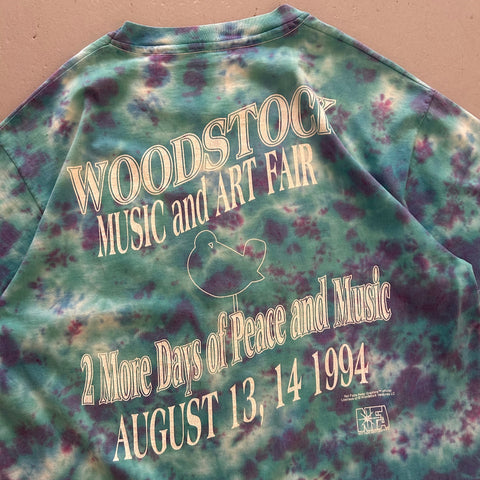 WOODSTOCK
MUSIC and ART FAIR
2 More Days of Peace and Music
AUGUST 13, 14 1994